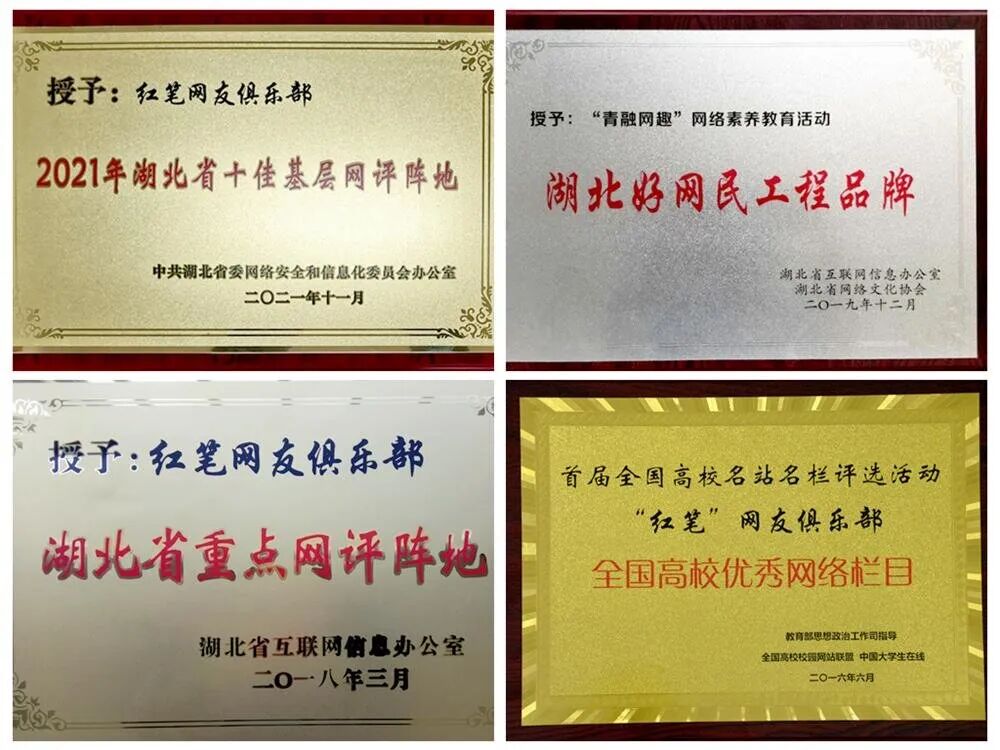 授予：红笔网友俱乐部
2021年湖北省十佳基层网评阵地
中共湖北省委网络安全和信息化委员会办公室
二〇二一年十一月
授予：“青融网趣”网络素养教育活动
湖北好网民工程品牌
湖北省互联网信息办公室
湖北省网络文化协会
二〇一九年十二月
授予:红笔网友俱乐部
湖北省重点网评阵地
湖北省互联网信息办公室
二〇一八年三月
首届全国高校名站名栏评选活动
“红笔”网友俱乐部
全国高校优秀网络栏目
教育部思想政治工作司指导
全国高校校园网站联盟 中国大学生在线
二〇一六年六月